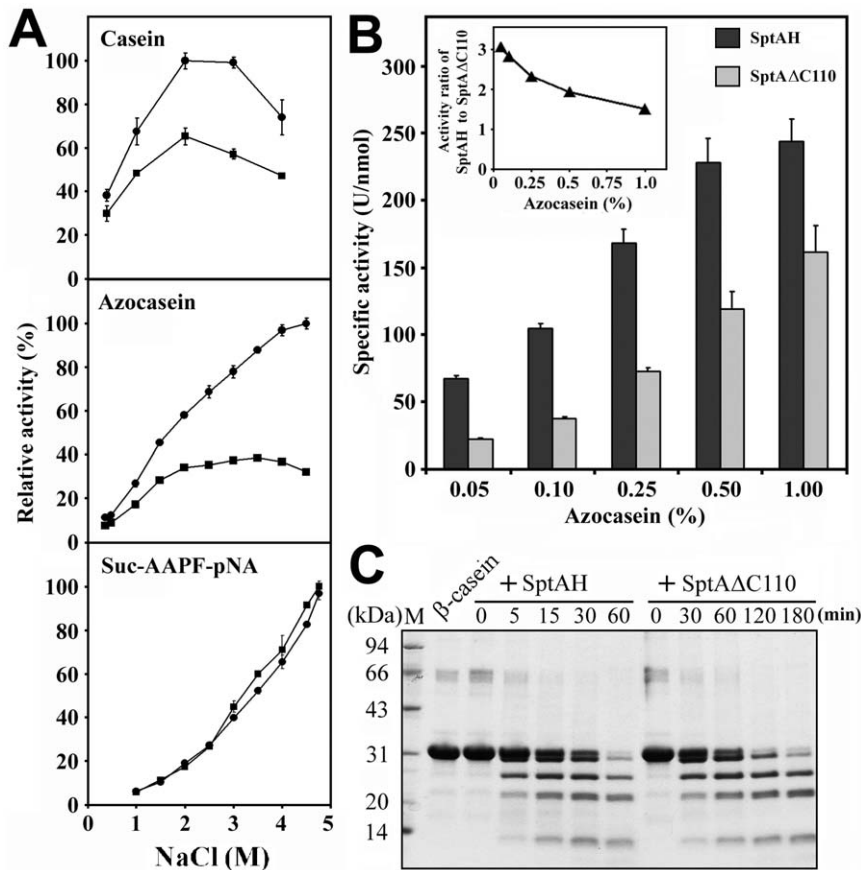 A
Casein
100
80
60
40
20
0
Azocasein
100
80
60
40
20
0
Suc-AAPF-pNA
100
80
60
40
20
0
Relative activity (%)
0 1 2 3 4 5
NaCl (M)
B
SptAH
SptAΔC110
300
250
200
150
100
50
0
Specific activity (U/nmol)
0.05 0.10 0.25 0.50 1.00
Azocasein (%)
Activity ratio of
SptAH to SptAΔC110
3
2
1
0
0 0.25 0.5 0.75 1.0
Azocasein (%)
C
β-casein
+ SptAH + SptAΔC110
(kDa) M 0 5 15 30 60 0 30 60 120 180 (min)
94
66
43
31
20
14